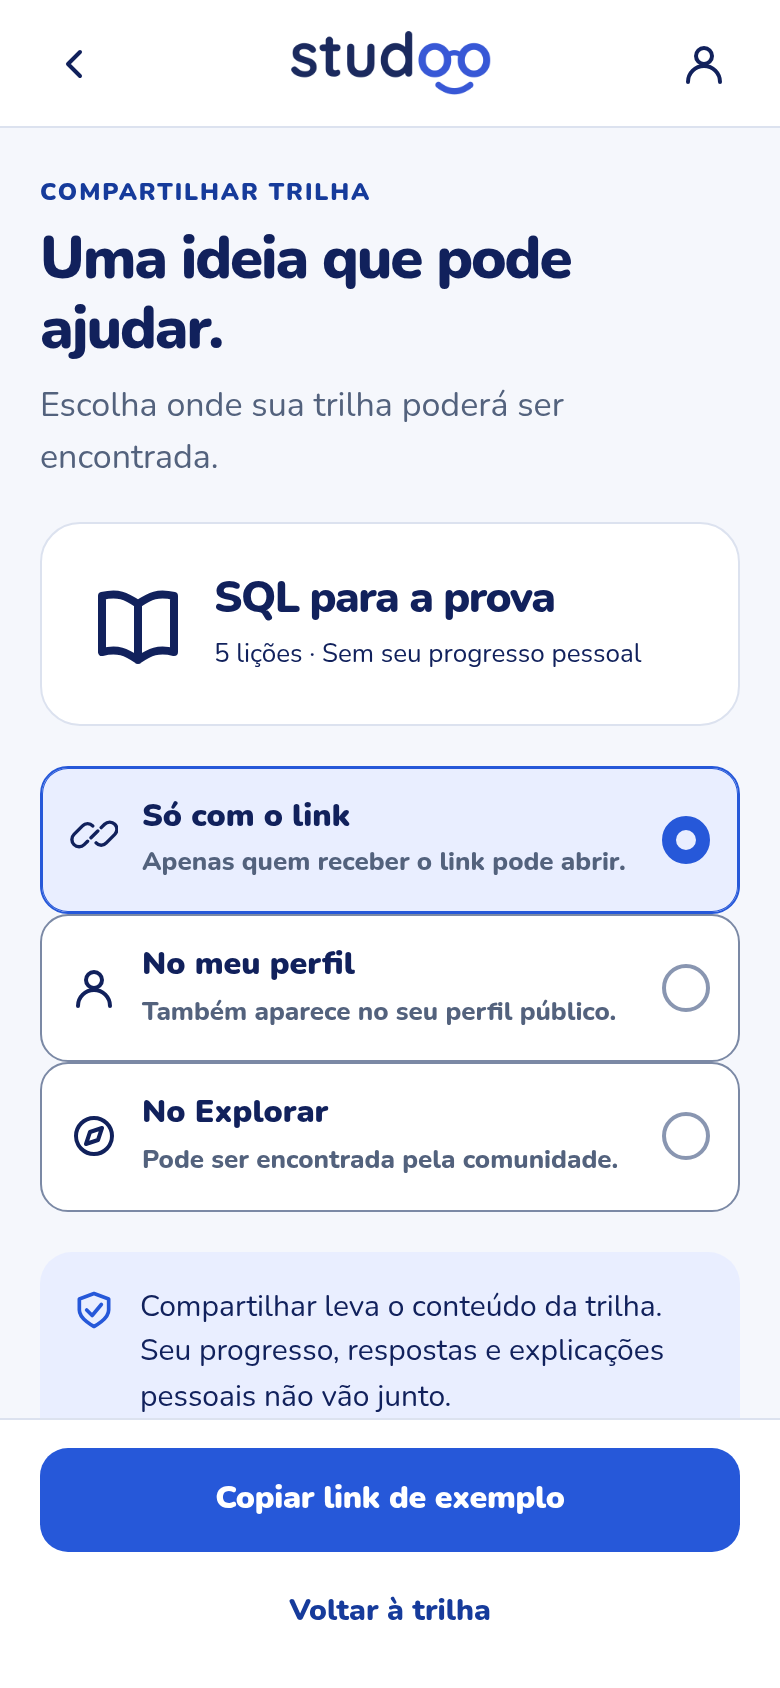 studoo
COMPARTILHAR TRILHA
Uma ideia que pode
ajudar.
Escolha onde sua trilha poderá ser
encontrada.
SQL para a prova
5 lições · Sem seu progresso pessoal
Só com o link
Apenas quem receber o link pode abrir.
No meu perfil
Também aparece no seu perfil público.
No Explorar
Pode ser encontrada pela comunidade.
Compartilhar leva o conteúdo da trilha.
Seu progresso, respostas e explicações
pessoais não vão junto.
Copiar link de exemplo
Voltar à trilha